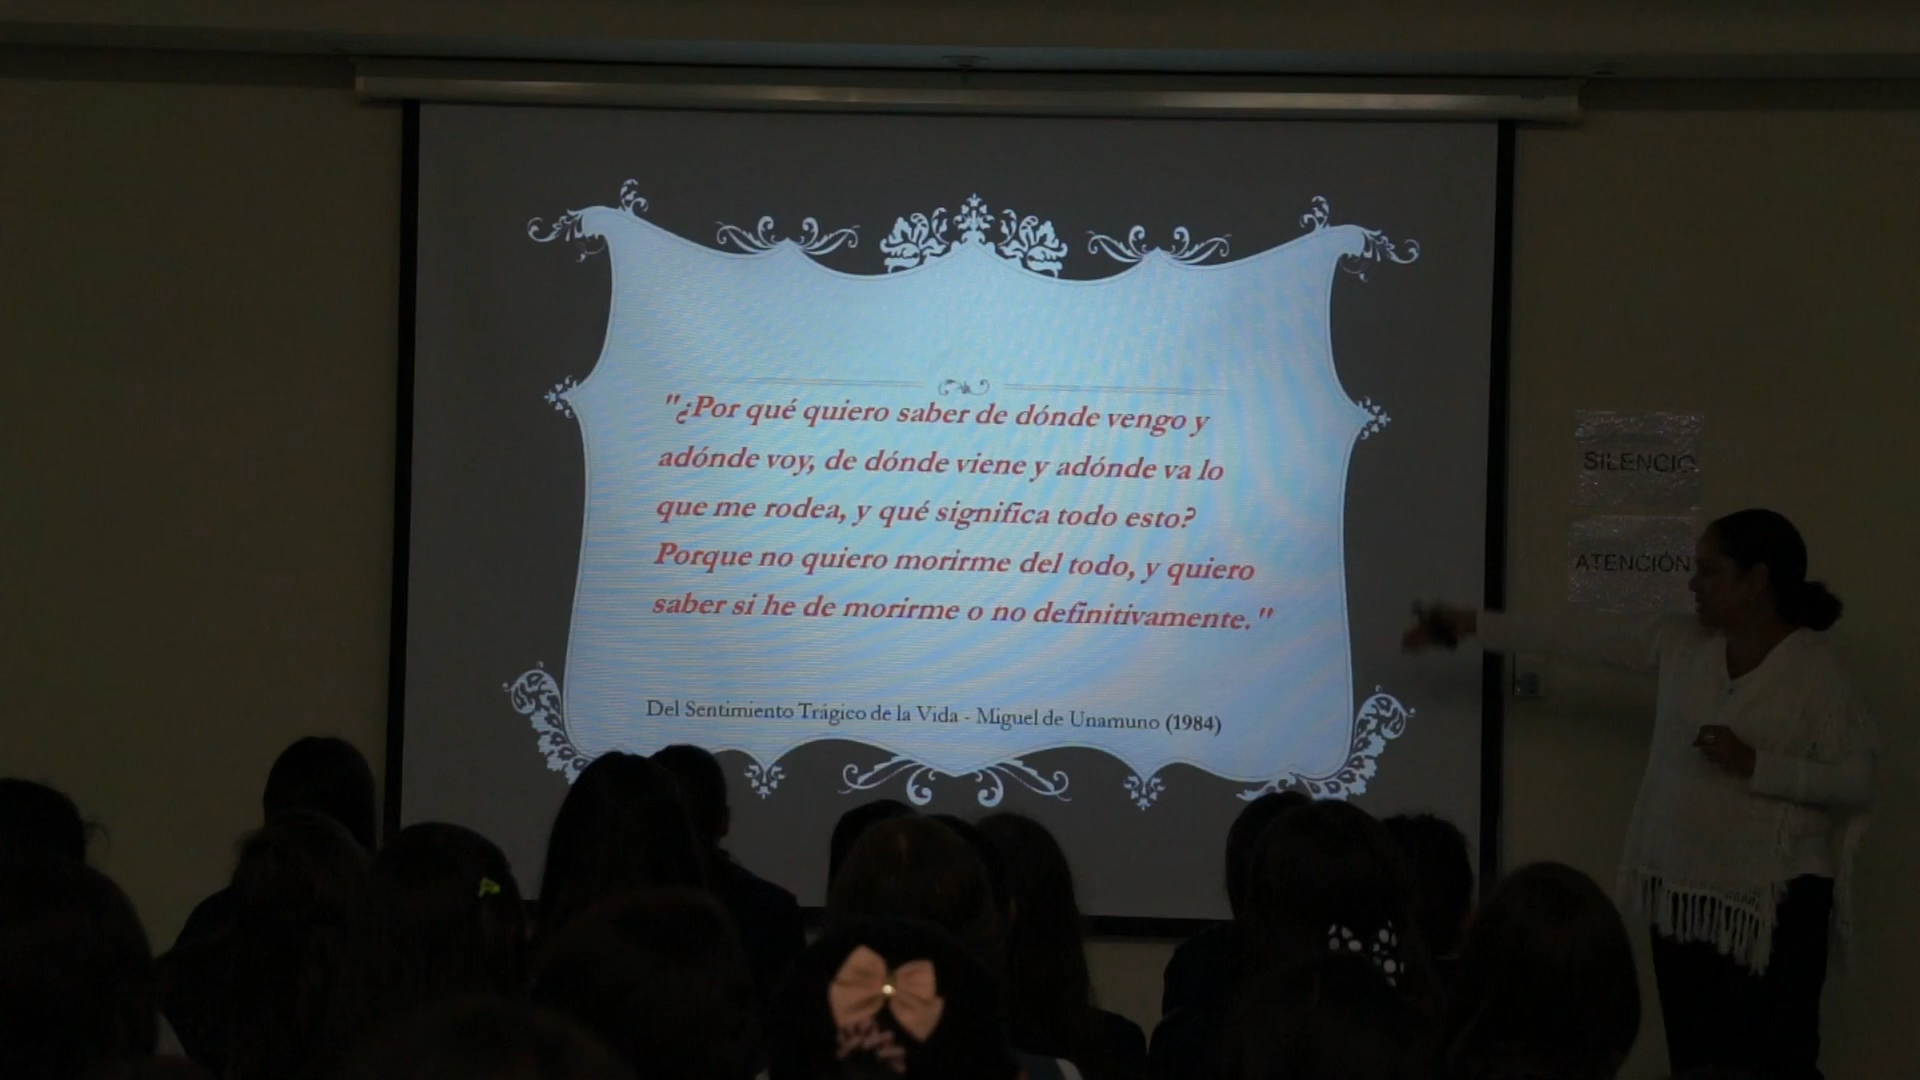 "¿Por qué quiero saber de dónde vengo y
adónde voy, de dónde viene y adónde va lo
que me rodea, y qué significa todo esto?
Porque no quiero morirme del todo, y quiero
saber si he de morirme o no definitivamente."
Del Sentimiento Trágico de la Vida - Miguel de Unamuno (1984)
SILENCIO
ATENCIÓN